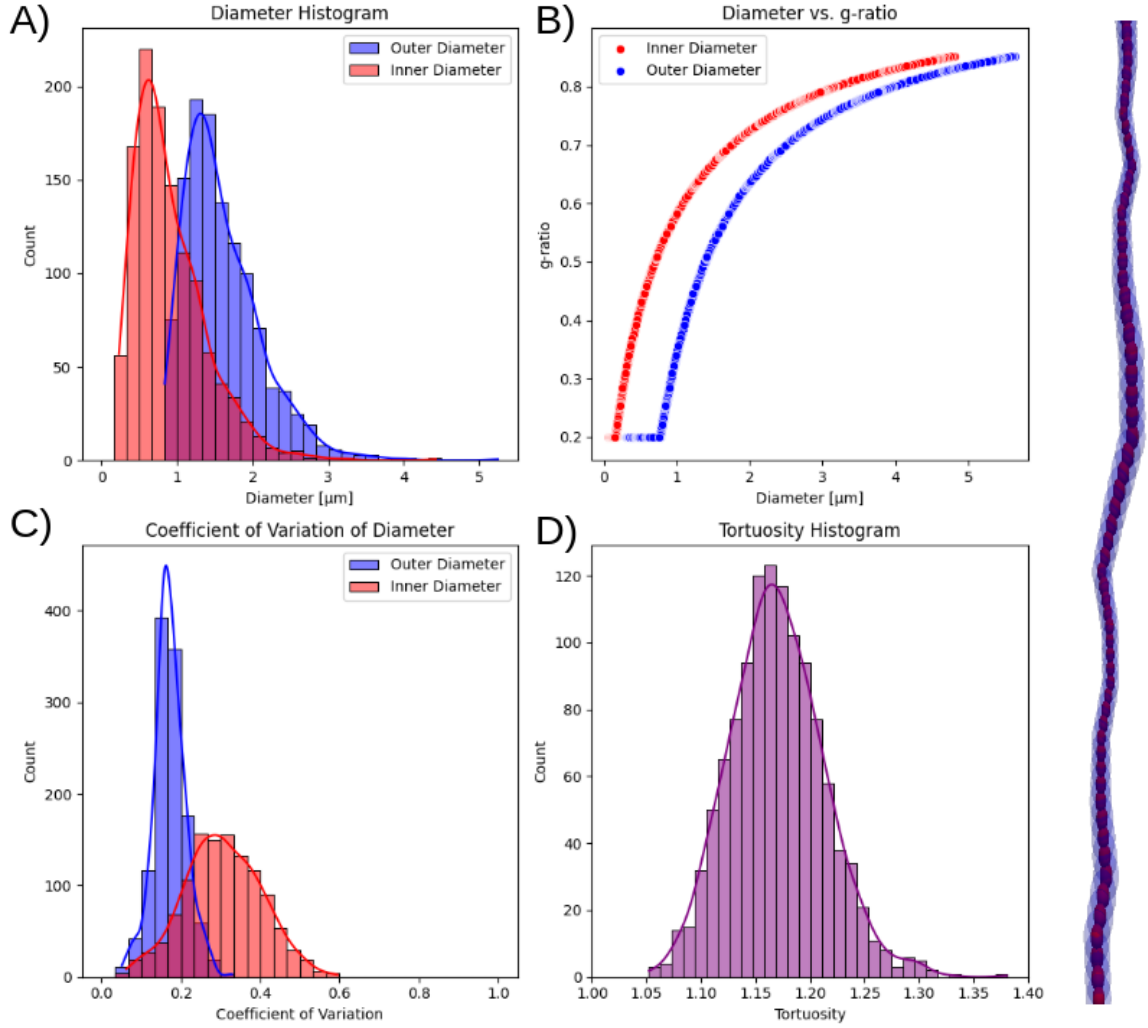 A)
Diameter Histogram
Outer Diameter
Inner Diameter
Count
200
150
100
50
0
0 1 2 3 4 5
Diameter [μm]
B)
Diameter vs. g-ratio
Inner Diameter
Outer Diameter
g-ratio
0.8
0.7
0.6
0.5
0.4
0.3
0.2
0 1 2 3 4 5
Diameter [μm]
C)
Coefficient of Variation of Diameter
Outer Diameter
Inner Diameter
Count
400
300
200
100
0
0.0 0.2 0.4 0.6 0.8 1.0
Coefficient of Variation
D)
Tortuosity Histogram
Count
120
100
80
60
40
20
0
1.00 1.05 1.10 1.15 1.20 1.25 1.30 1.35 1.40
Tortuosity